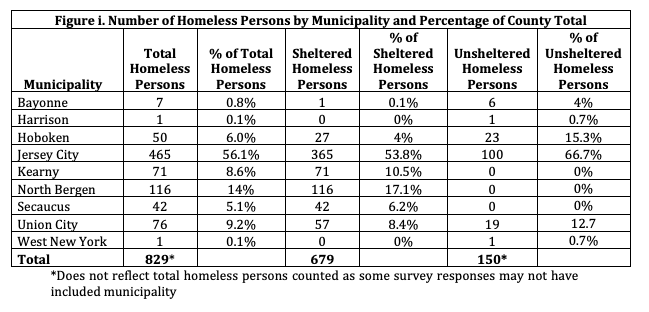 Figure i. Number of Homeless Persons by Municipality and Percentage of County Total
Municipality Total Homeless Persons % of Total Homeless Persons Sheltered Homeless Persons % of Sheltered Homeless Persons Unsheltered Homeless Persons % of Unsheltered Homeless Persons
Bayonne 7 0.8% 1 0.1% 6 4%
Harrison 1 0.1% 0 0% 1 0.7%
Hoboken 50 6.0% 27 4% 23 15.3%
Jersey City 465 56.1% 365 53.8% 100 66.7%
Kearny 71 8.6% 71 10.5% 0 0%
North Bergen 116 14% 116 17.1% 0 0%
Secaucus 42 5.1% 42 6.2% 0 0%
Union City 76 9.2% 57 8.4% 19 12.7
West New York 1 0.1% 0 0% 1 0.7%
Total 829* 679 150*
*Does not reflect total homeless persons counted as some survey responses may not have
included municipality